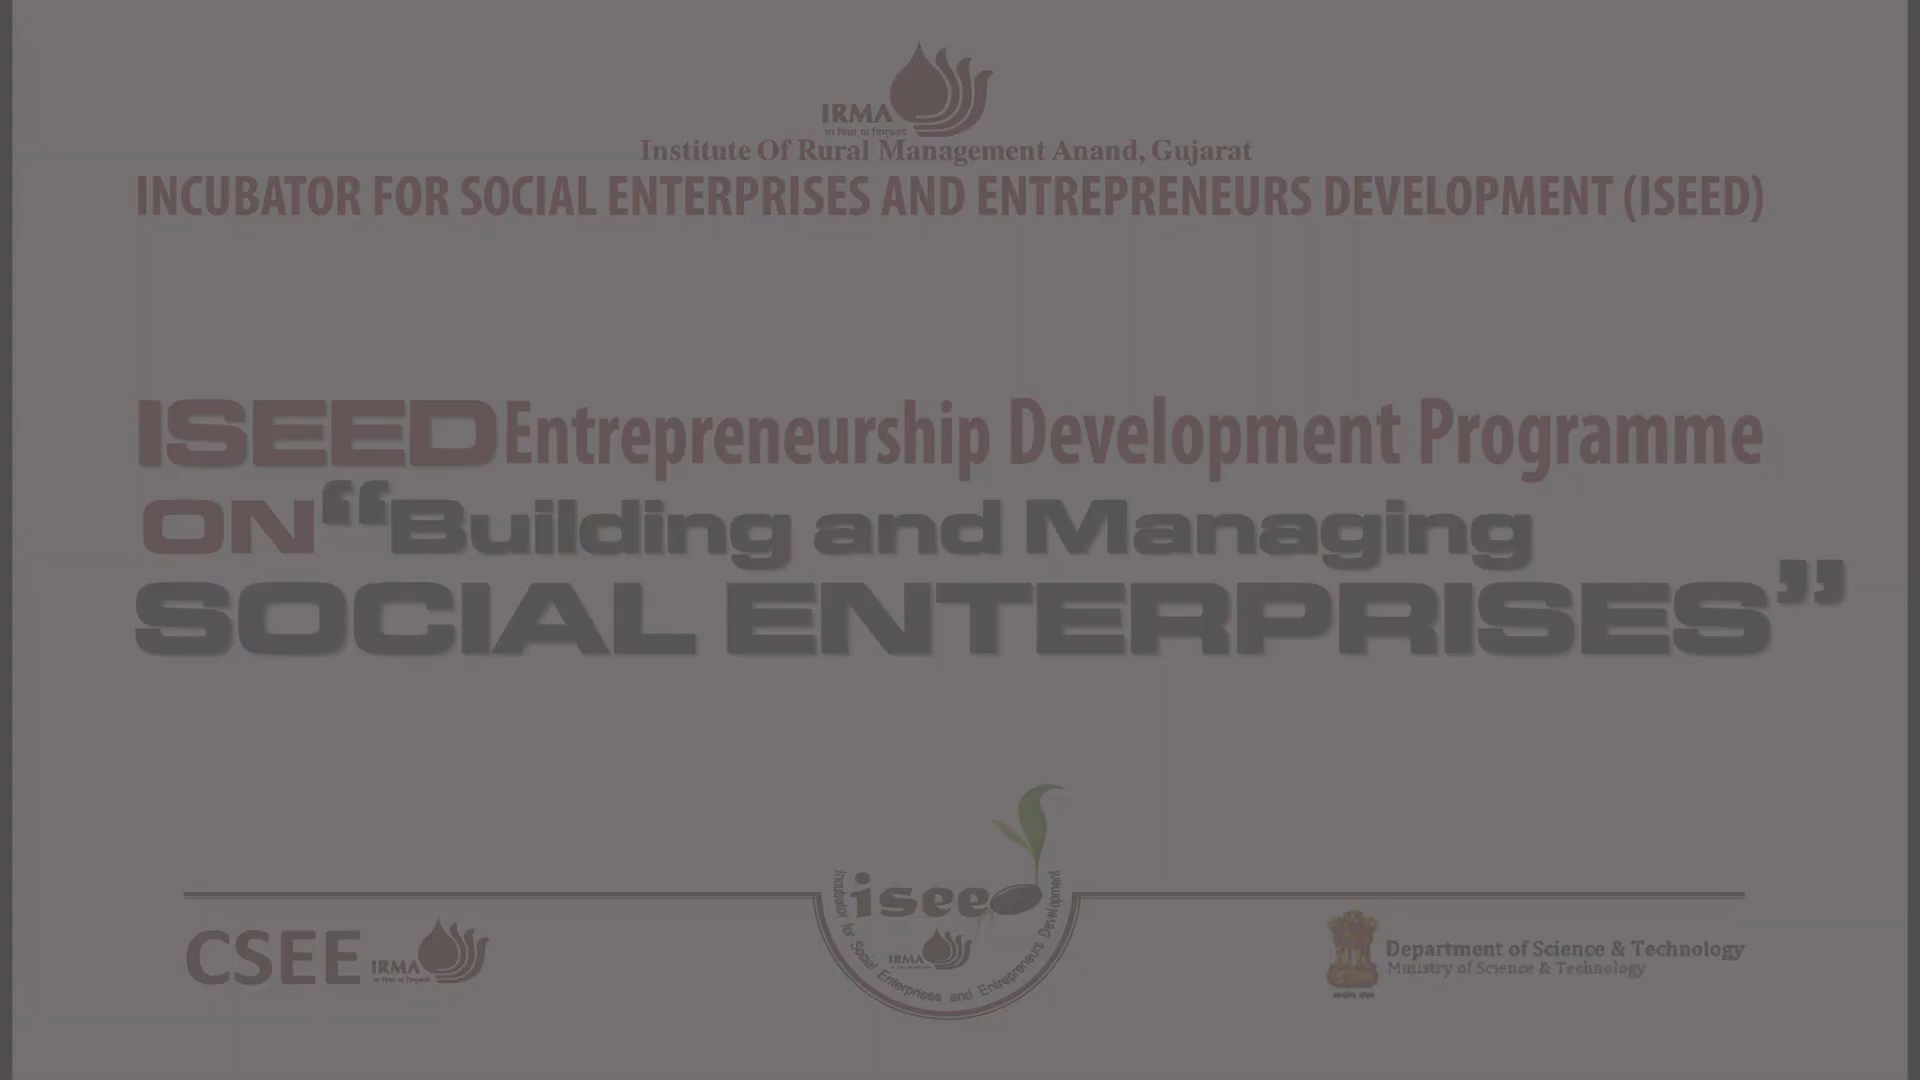 IRMA
Institute Of Rural Management Anand, Gujarat
INCUBATOR FOR SOCIAL ENTERPRISES AND ENTREPRENEURS DEVELOPMENT (ISEED)
ISEED Entrepreneurship Development Programme
ON “Building and Managing
SOCIAL ENTERPRISES”
iseed
IRMA
Incubator for Social Enterprises and Entrepreneurs Development
CSEE IRMA
Department of Science & Technology
Ministry of Science & Technology